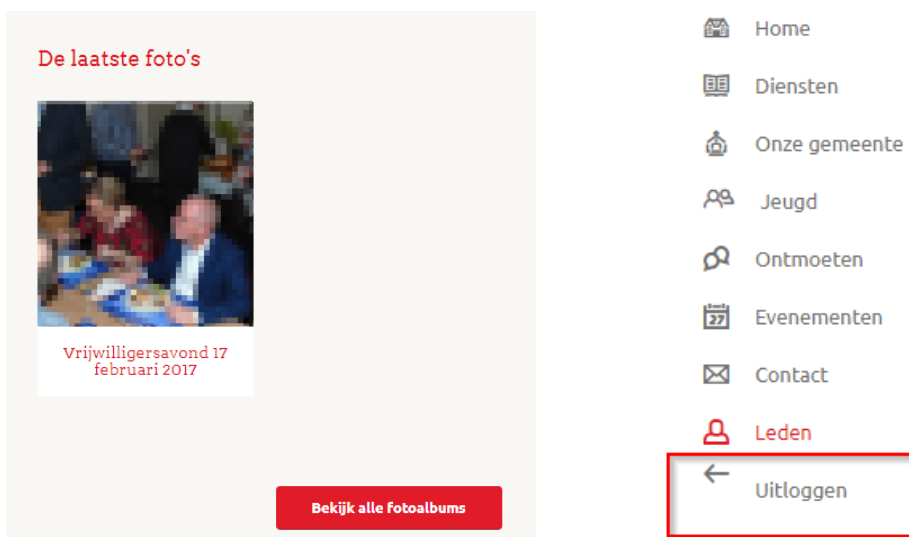 De laatste foto's
Vrijwilligersavond 17
februari 2017
Bekijk alle fotoalbums
Home
Diensten
Onze gemeente
Jeugd
Ontmoeten
27
Evenementen
Contact
Leden
Uitloggen